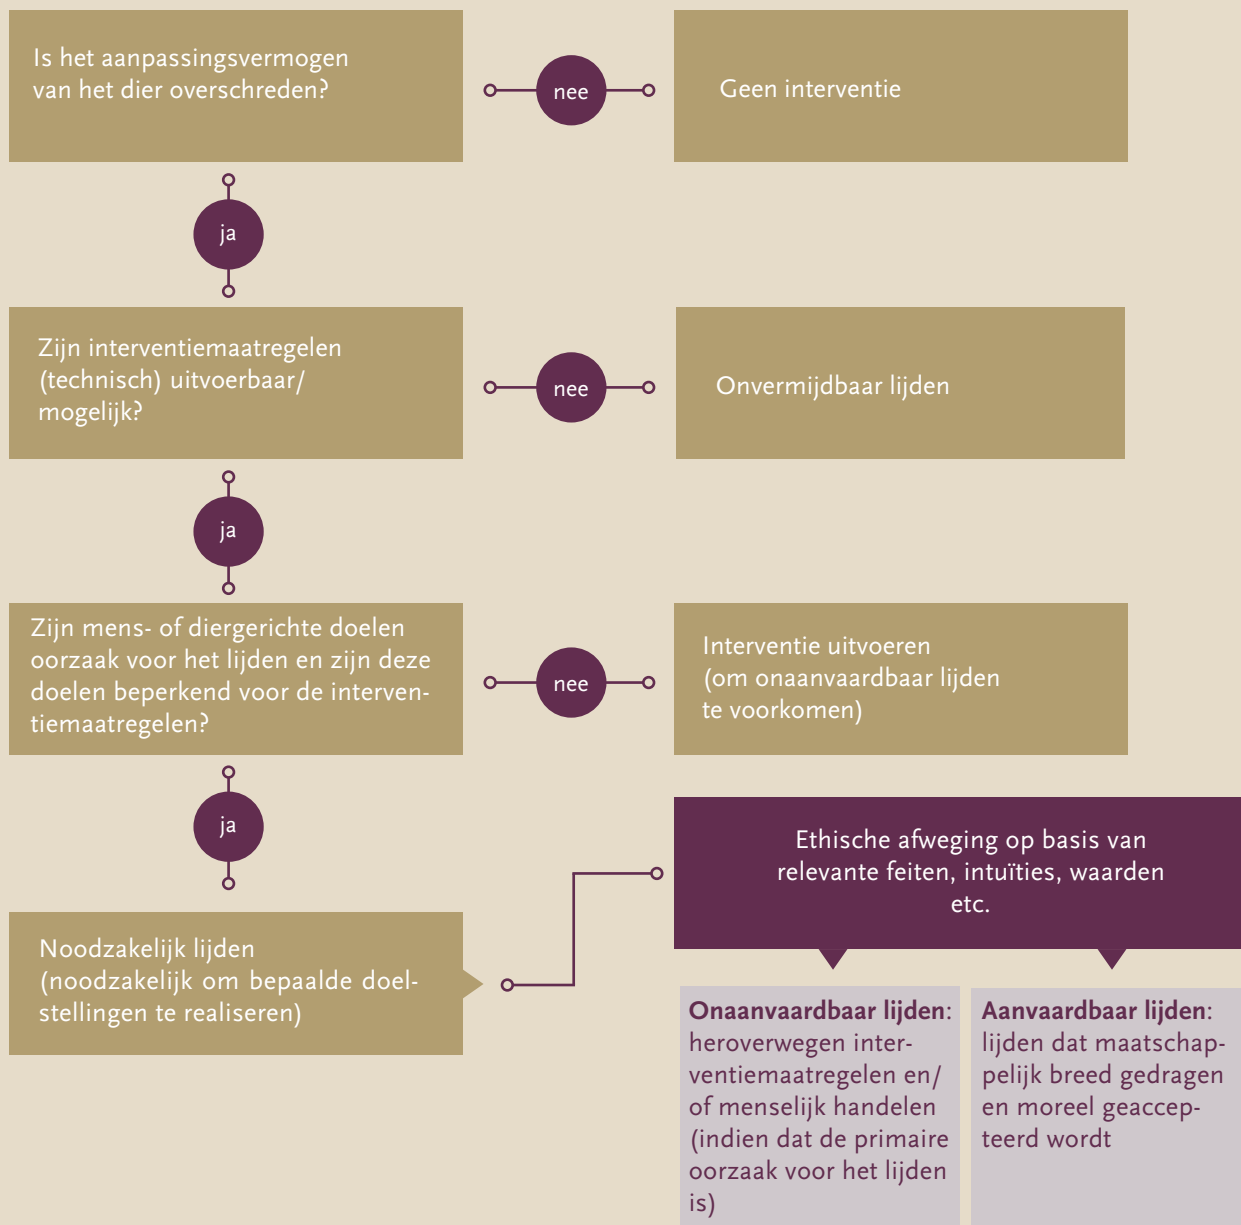 Is het aanpassingsvermogen
van het dier overschreden?
nee
Geen interventie
ja
Zijn interventiemaatregelen
(technisch) uitvoerbaar/
mogelijk?
nee
Onvermijdbaar lijden
ja
Zijn mens- of diergerichte doelen
oorzaak voor het lijden en zijn deze
doelen beperkend voor de interven-
tiemaatregelen?
nee
Interventie uitvoeren
(om onaanvaardbaar lijden
te voorkomen)
ja
Noodzakelijk lijden
(noodzakelijk om bepaalde doel-
stellingen te realiseren)
Ethische afweging op basis van
relevante feiten, intuïties, waarden
etc.
Onaanvaardbaar lijden:
heroverwegen inter-
ventiemaatregelen en/
of menselijk handelen
(indien dat de primaire
oorzaak voor het lijden
is)
Aanvaardbaar lijden:
lijden dat maatschap-
pelijk breed gedragen
en moreel geaccep-
teerd wordt